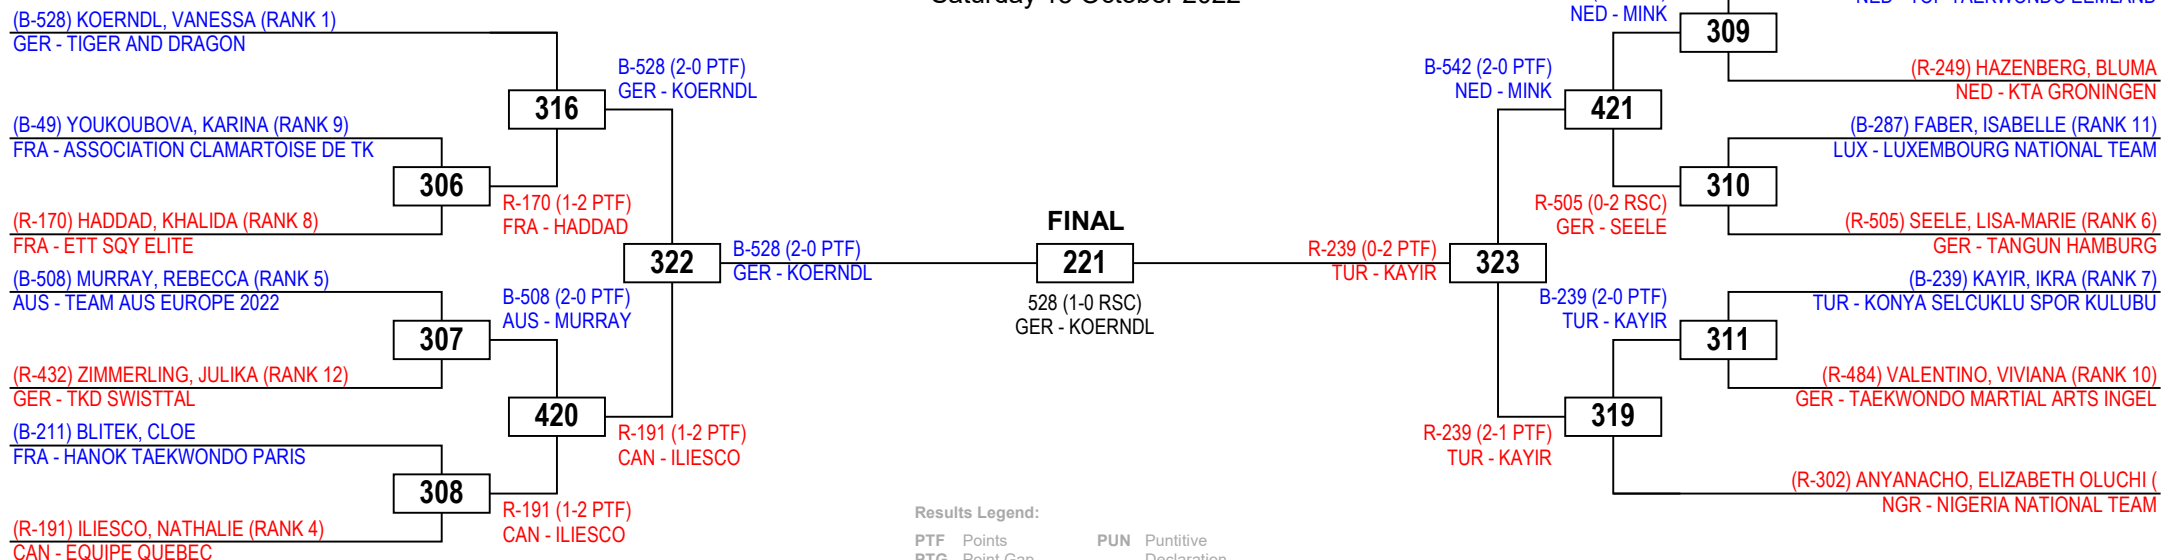 Saturday 15 October 2022
(B-528) KOERNDL, VANESSA (RANK 1)
GER - TIGER AND DRAGON
B-528 (2-0 PTF)
GER - KOERNDL
316
(B-49) YOUKOUBOVA, KARINA (RANK 9)
FRA - ASSOCIATION CLAMARTOISE DE TK
306
R-170 (1-2 PTF)
FRA - HADDAD
(R-170) HADDAD, KHALIDA (RANK 8)
FRA - ETT SQY ELITE
322
B-528 (2-0 PTF)
GER - KOERNDL
(B-508) MURRAY, REBECCA (RANK 5)
AUS - TEAM AUS EUROPE 2022
B-508 (2-0 PTF)
AUS - MURRAY
307
(R-432) ZIMMERLING, JULIKA (RANK 12)
GER - TKD SWISTTAL
420
R-191 (1-2 PTF)
CAN - ILIESCO
(B-211) BLITEK, CLOE
FRA - HANOK TAEKWONDO PARIS
308
R-191 (1-2 PTF)
CAN - ILIESCO
(R-191) ILIESCO, NATHALIE (RANK 4)
CAN - EQUIPE QUEBEC
FINAL
221
528 (1-0 RSC)
GER - KOERNDL
NED - MINK
309
B-542 (2-0 PTF)
NED - MINK
(R-249) HAZENBERG, BLUMA
NED - KTA GRONINGEN
421
(B-287) FABER, ISABELLE (RANK 11)
LUX - LUXEMBOURG NATIONAL TEAM
310
R-505 (0-2 RSC)
GER - SEELE
(R-505) SEELE, LISA-MARIE (RANK 6)
GER - TANGUN HAMBURG
R-239 (0-2 PTF)
TUR - KAYIR
323
(B-239) KAYIR, IKRA (RANK 7)
TUR - KONYA SELCUKLU SPOR KULUBU
B-239 (2-0 PTF)
TUR - KAYIR
311
(R-484) VALENTINO, VIVIANA (RANK 10)
GER - TAEKWONDO MARTIAL ARTS INGEL
319
R-239 (2-1 PTF)
TUR - KAYIR
(R-302) ANYANACHO, ELIZABETH OLUCHI (
NGR - NIGERIA NATIONAL TEAM
Results Legend:
PTF Points
PUN Puntitive
PTG Point Gap
Declaration